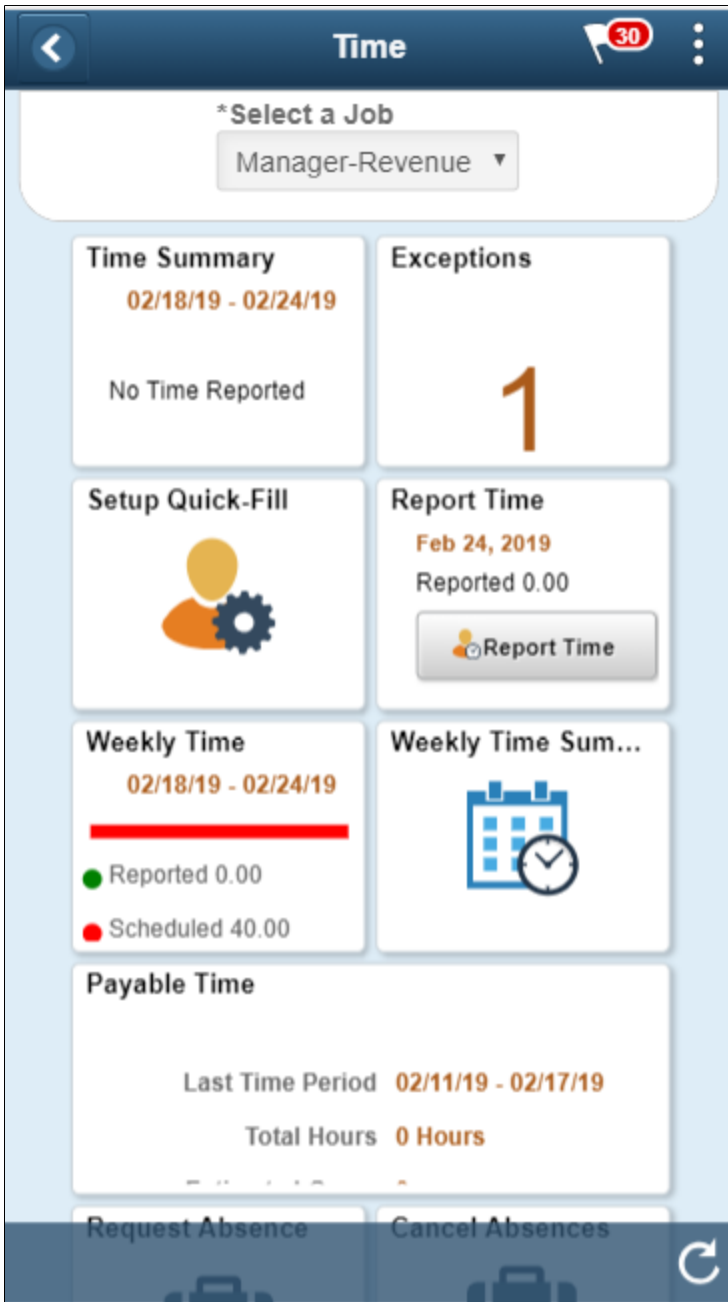 Time
30
*Select a Job
Manager-Revenue
Time Summary
02/18/19 - 02/24/19
No Time Reported
Exceptions
1
Setup Quick-Fill
Report Time
Feb 24, 2019
Reported 0.00
Report Time
Weekly Time
02/18/19 - 02/24/19
Reported 0.00
Scheduled 40.00
Weekly Time Sum...
Payable Time
Last Time Period 02/11/19 - 02/17/19
Total Hours 0 Hours
Request Absence
Cancel Absences